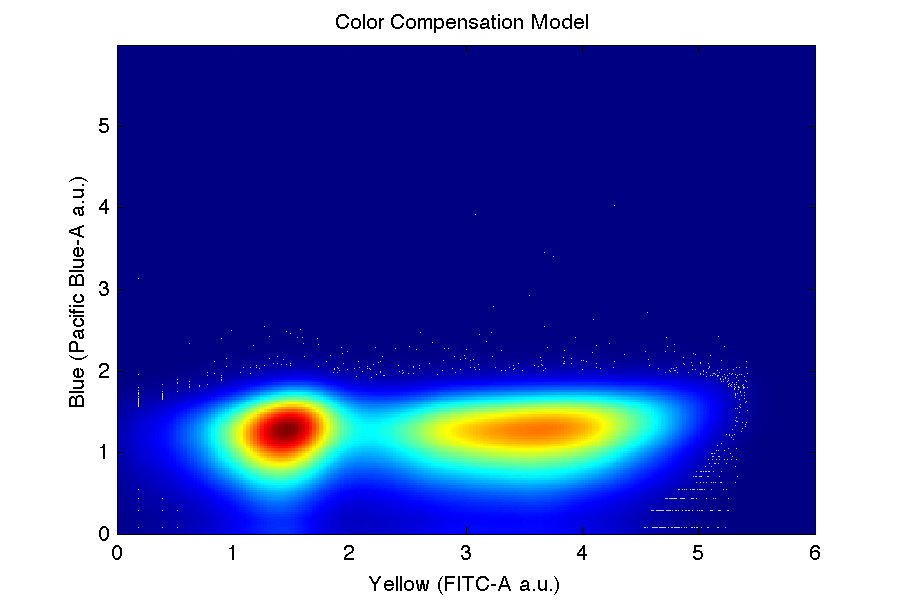 Color Compensation Model
Blue (Pacific Blue-A a.u.)
5
4
3
2
1
0
0 1 2 3 4 5 6
Yellow (FITC-A a.u.)